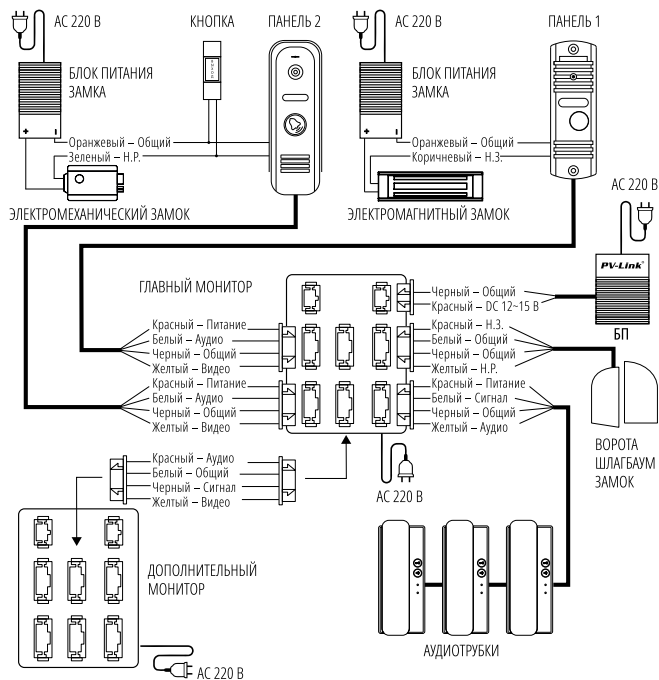 AC 220 В
КНОПКА
ПАНЕЛЬ 2
AC 220 В
ПАНЕЛЬ 1
БЛОК ПИТАНИЯ
ЗАМКА
БЛОК ПИТАНИЯ
ЗАМКА
+ –
+ –
Оранжевый – Общий
Зеленый – Н.Р.
Оранжевый – Общий
Коричневый – Н.З.
ЭЛЕКТРОМЕХАНИЧЕСКИЙ ЗАМОК
ЭЛЕКТРОМАГНИТНЫЙ ЗАМОК
AC 220 В
PV-Link
БП
ГЛАВНЫЙ МОНИТОР
Черный – Общий
Красный – DC 12~15 В
Красный – Питание
Белый – Аудио
Черный – Общий
Желтый – Видео
Красный – Н.З.
Белый – Общий
Черный – Общий
Желтый – Н.Р.
Красный – Питание
Белый – Аудио
Черный – Общий
Желтый – Видео
Красный – Питание
Белый – Сигнал
Черный – Общий
Желтый – Аудио
ВОРОТА
ШЛАГБАУМ
ЗАМОК
Красный – Аудио
Белый – Общий
Черный – Сигнал
Желтый – Видео
AC 220 В
ДОПОЛНИТЕЛЬНЫЙ
МОНИТОР
АУДИОТРУБКИ
AC 220 В